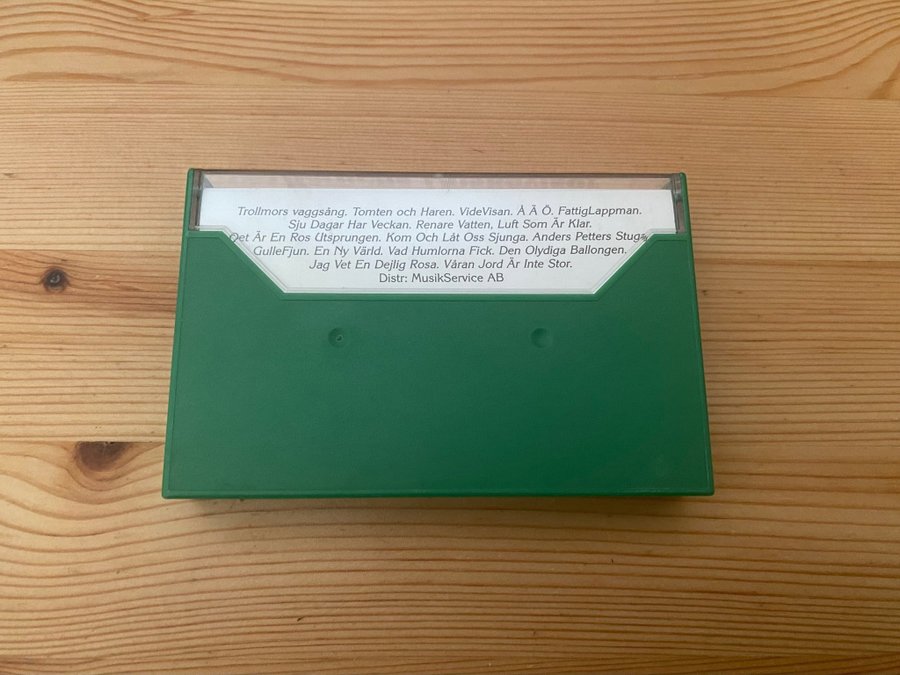 Trollmors vaggsång. Tomten och Haren. VideVisan. Å Ä Ö. FattigLappman.
Sju Dagar Har Veckan. Renare Vatten, Luft Som Är Klar.
Det Är En Ros Utsprungen. Kom Och Låt Oss Sjunga. Anders Petters Stuga.
GulleFjun. En Ny Värld. Vad Humlorna Fick. Den Olydiga Ballongen.
Jag Vet En Dejlig Rosa. Våran Jord Är Inte Stor.
Distr: MusikService AB